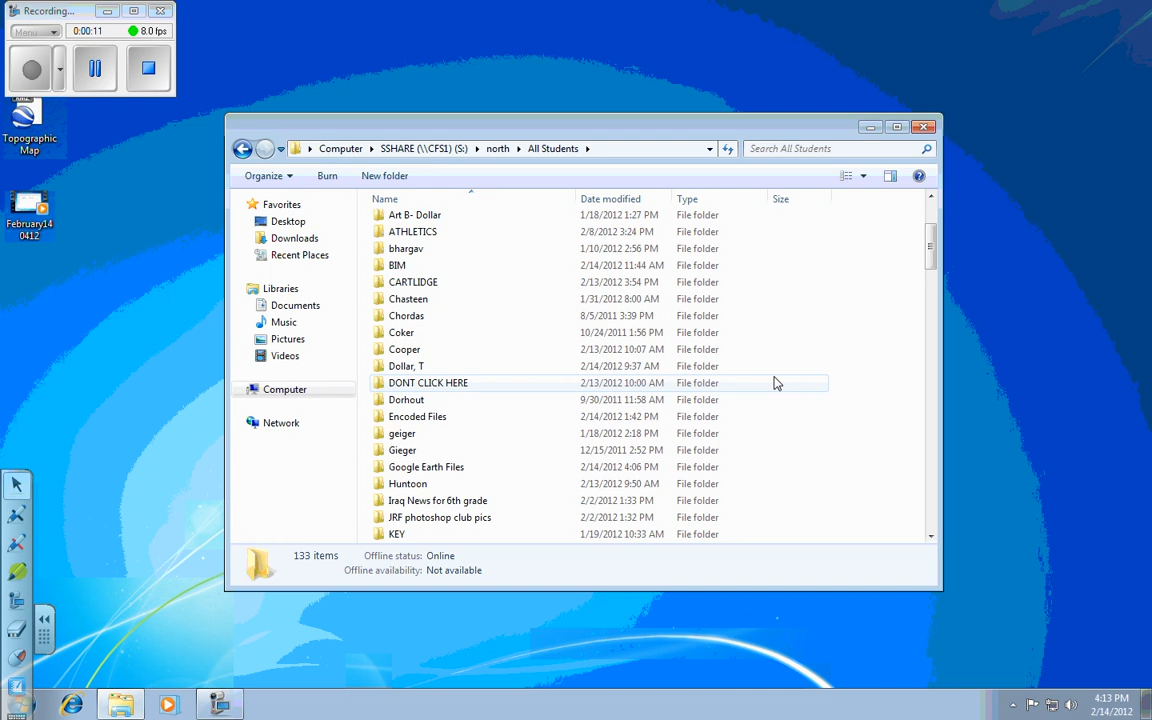 Recording...
Menu
0:00:11
8.0 fps
Topographic
Map
February14
0412
Computer
SSHARE (\\CFS1) (S:)
north
All Students
Search All Students
Organize
Burn
New folder
Name
Date modified
Type
Size
Favorites
Desktop
Downloads
Recent Places
Libraries
Documents
Music
Pictures
Videos
Computer
Network
Art B- Dollar 1/18/2012 1:27 PM File folder
ATHLETICS 2/8/2012 3:24 PM File folder
bhargav 1/10/2012 2:56 PM File folder
BIM 2/14/2012 11:44 AM File folder
CARTLIDGE 2/13/2012 3:54 PM File folder
Chasteen 1/31/2012 8:00 AM File folder
Chordas 8/5/2011 3:39 PM File folder
Coker 10/24/2011 1:56 PM File folder
Cooper 2/13/2012 10:07 AM File folder
Dollar, T 2/14/2012 9:37 AM File folder
DONT CLICK HERE 2/13/2012 10:00 AM File folder
Dorhout 9/30/2011 11:58 AM File folder
Encoded Files 2/14/2012 1:42 PM File folder
geiger 1/18/2012 2:18 PM File folder
Gieger 12/15/2011 2:52 PM File folder
Google Earth Files 2/14/2012 4:06 PM File folder
Huntoon 2/13/2012 9:50 AM File folder
Iraq News for 6th grade 2/2/2012 1:33 PM File folder
JRF photoshop club pics 2/2/2012 1:32 PM File folder
KEY 1/19/2012 10:33 AM File folder
133 items
Offline status: Online
Offline availability: Not available
4:13 PM
2/14/2012